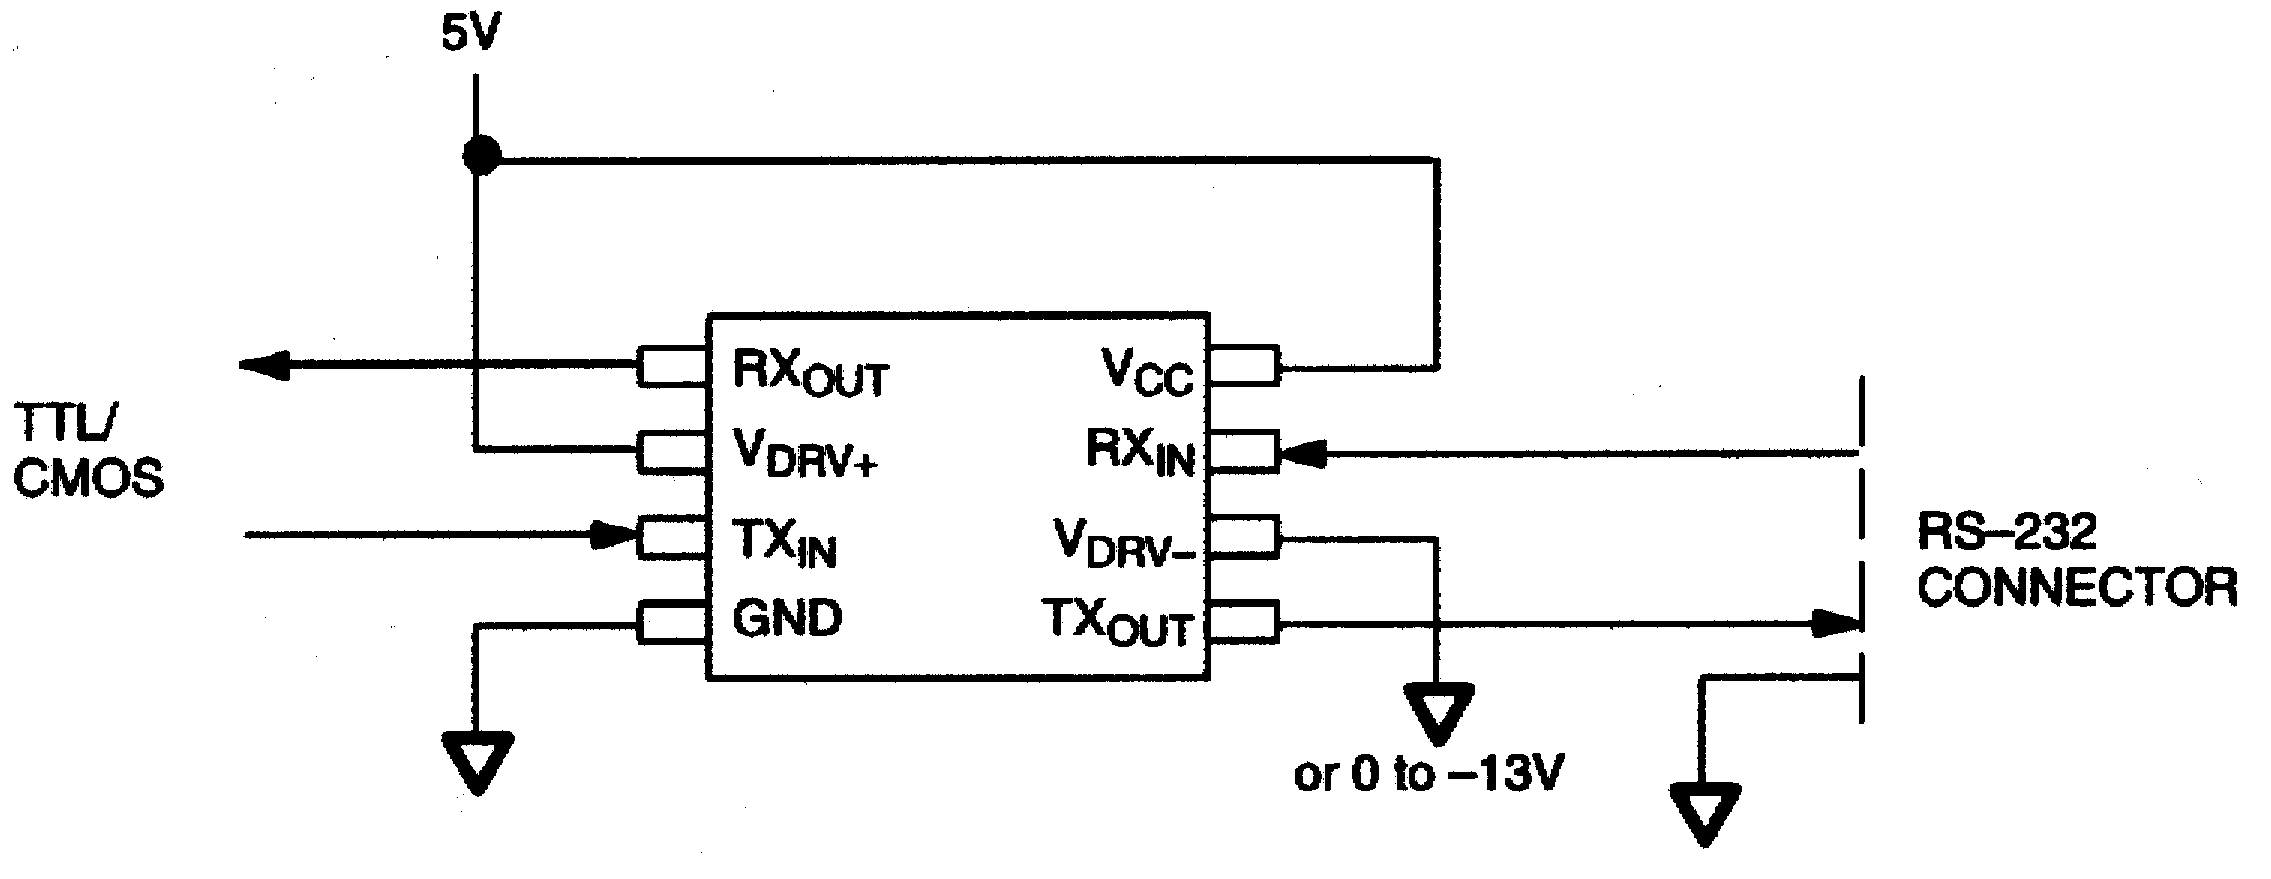 5V
TTL/
CMOS
RXOUT
VDRV+
TXIN
GND
VCC
RXIN
VDRV–
TXOUT
RS–232
CONNECTOR
or 0 to –13V